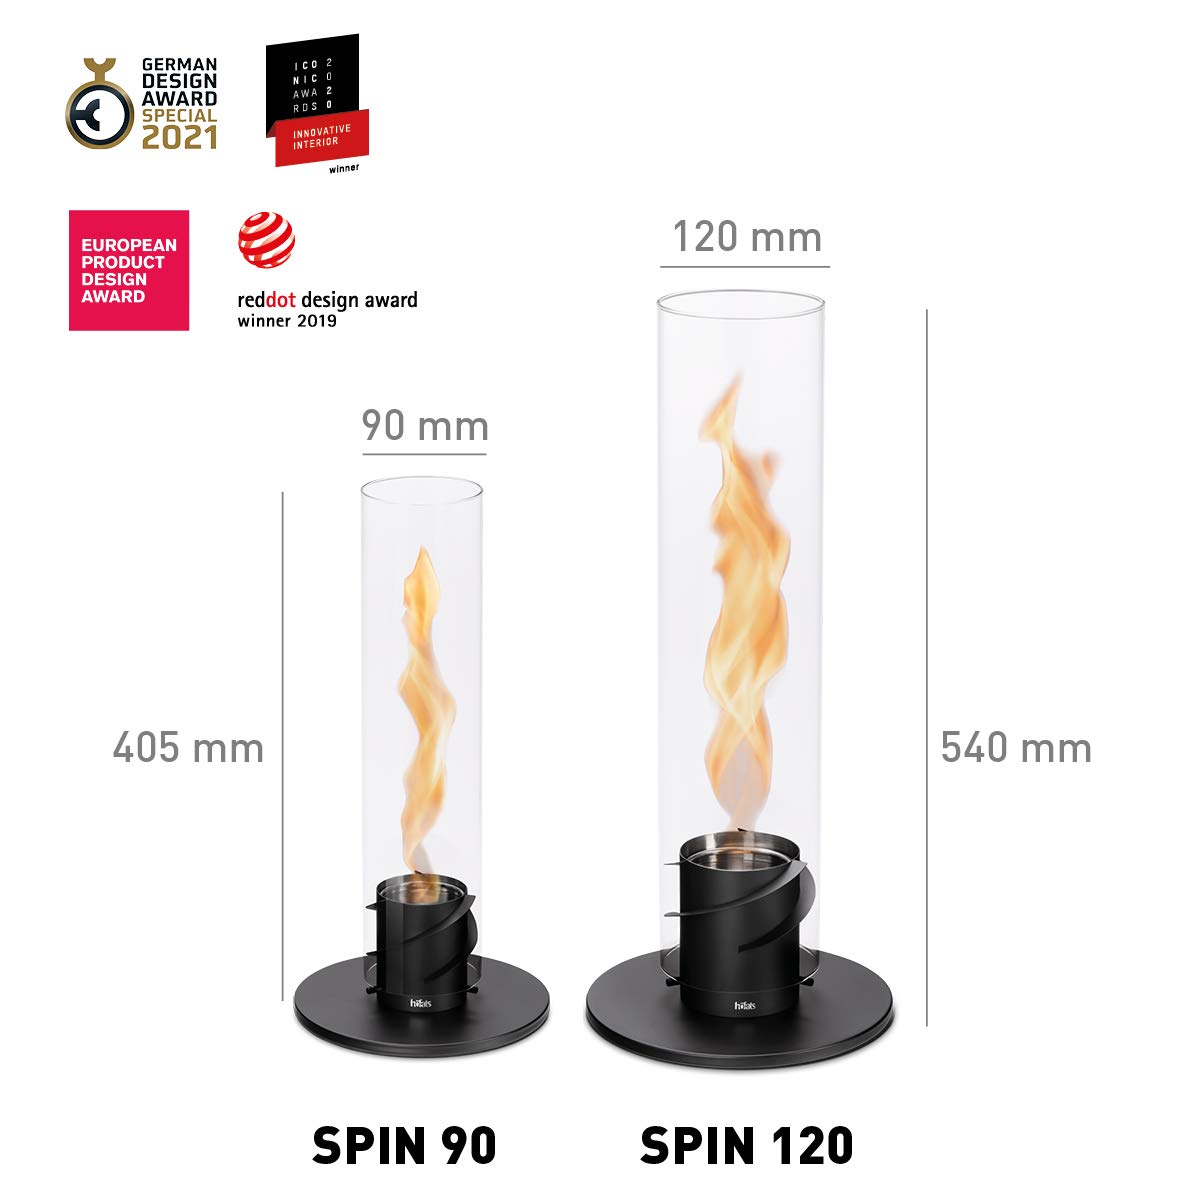 GERMAN
DESIGN
AWARD
SPECIAL
2021
ICO 2
NIC 0
AWA 2
RDS 0
INNOVATIVE
INTERIOR
winner
EUROPEAN
PRODUCT
DESIGN
AWARD
reddot design award
winner 2019
120 mm
90 mm
405 mm
540 mm
höfats
höfats
SPIN 90
SPIN 120